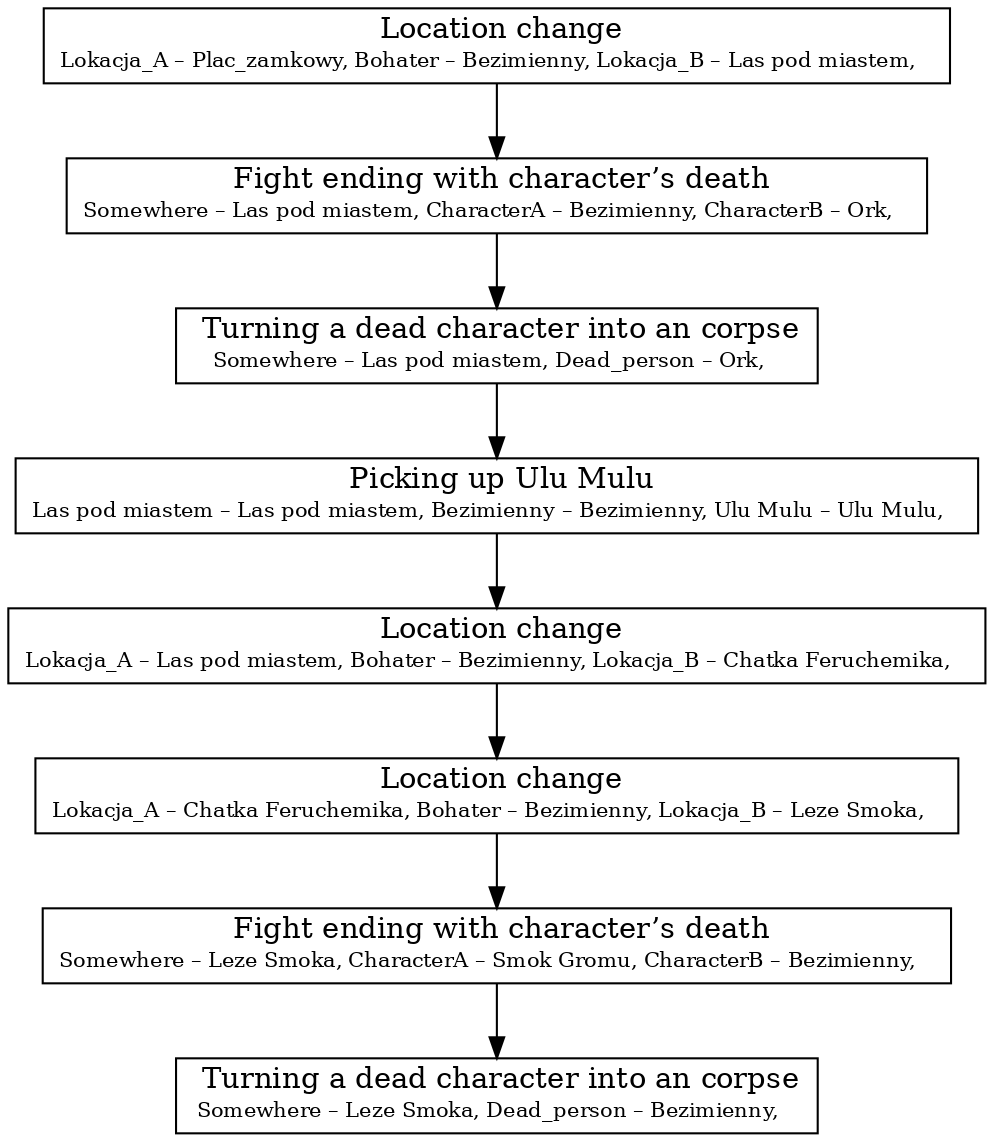 Location change
Lokacja_A – Plac_zamkowy, Bohater – Bezimienny, Lokacja_B – Las pod miastem,
Fight ending with character’s death
Somewhere – Las pod miastem, CharacterA – Bezimienny, CharacterB – Ork,
Turning a dead character into an corpse
Somewhere – Las pod miastem, Dead_person – Ork,
Picking up Ulu Mulu
Las pod miastem – Las pod miastem, Bezimienny – Bezimienny, Ulu Mulu – Ulu Mulu,
Location change
Lokacja_A – Las pod miastem, Bohater – Bezimienny, Lokacja_B – Chatka Feruchemika,
Location change
Lokacja_A – Chatka Feruchemika, Bohater – Bezimienny, Lokacja_B – Leze Smoka,
Fight ending with character’s death
Somewhere – Leze Smoka, CharacterA – Smok Gromu, CharacterB – Bezimienny,
Turning a dead character into an corpse
Somewhere – Leze Smoka, Dead_person – Bezimienny,